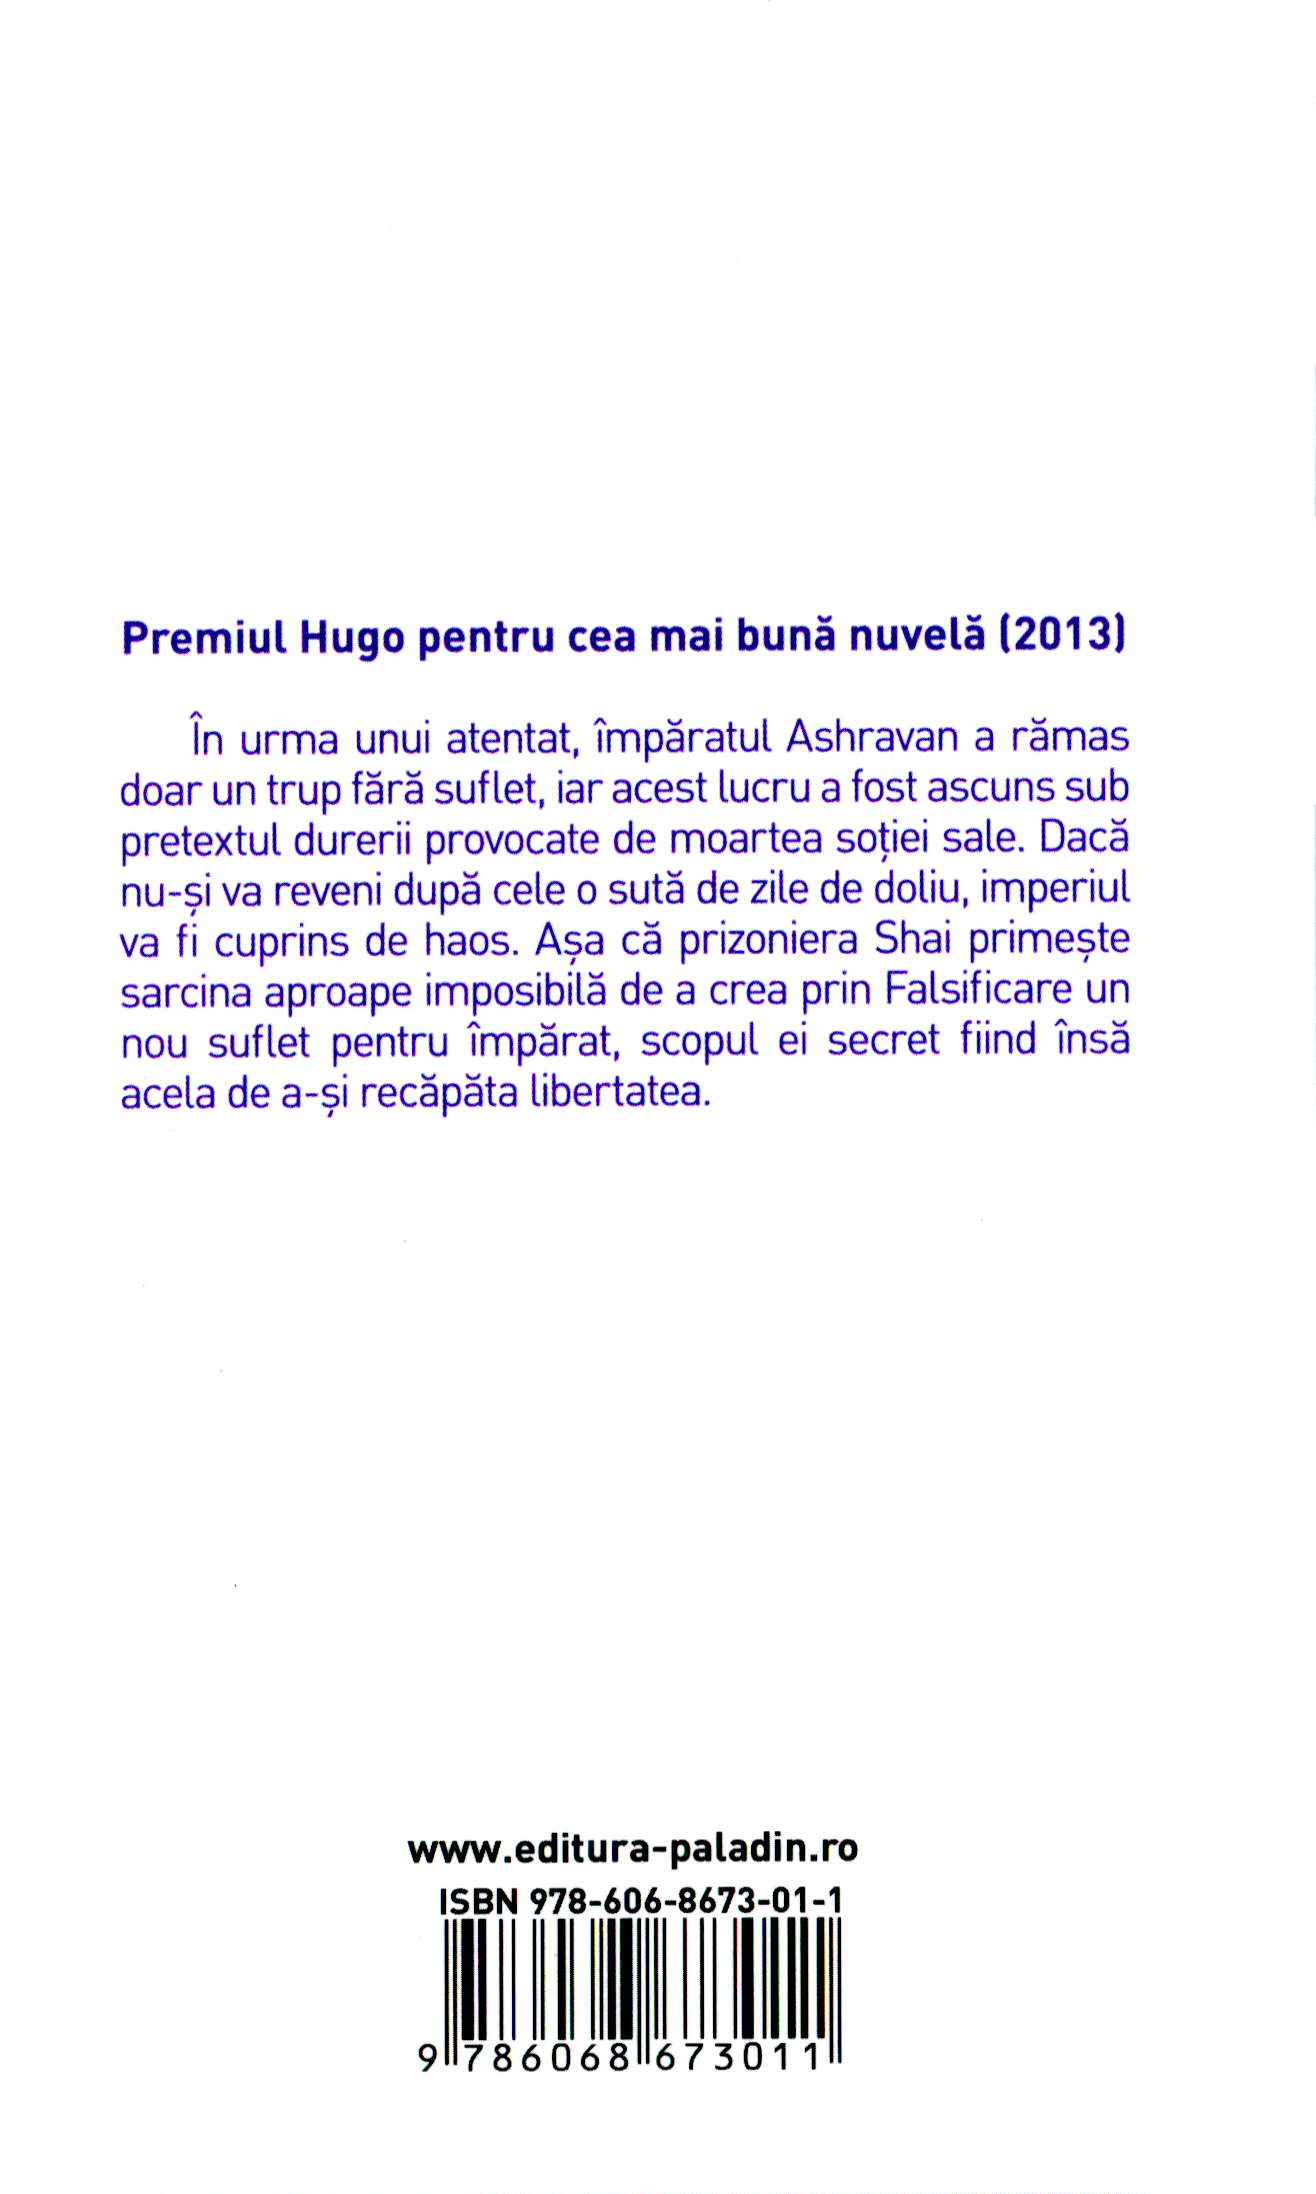 Premiul Hugo pentru cea mai bună nuvelă (2013)
În urma unui atentat, împăratul Ashravan a rămas
doar un trup fără suflet, iar acest lucru a fost ascuns sub
pretextul durerii provocate de moartea soției sale. Dacă
nu-și va reveni după cele o sută de zile de doliu, imperiul
va fi cuprins de haos. Așa că prizoniera Shai primește
sarcina aproape imposibilă de a crea prin Falsificare un
nou suflet pentru împărat, scopul ei secret fiind însă
acela de a-și recăpăta libertatea.
www.editura-paladin.ro
ISBN 978-606-8673-01-1
9 786068 673011